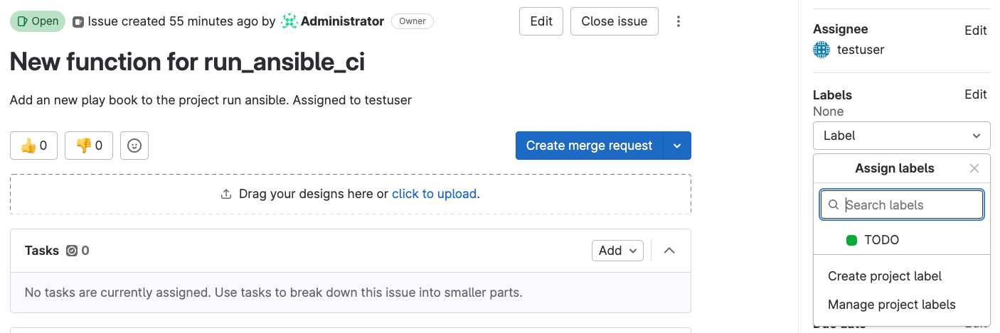 Open Issue created 55 minutes ago by Administrator Owner Edit Close issue
New function for run_ansible_ci
Add an new play book to the project run ansible. Assigned to testuser
👍 0 👎 0 Create merge request
Drag your designs here or click to upload.
Tasks 0 Add
No tasks are currently assigned. Use tasks to break down this issue into smaller parts.
Assignee Edit
testuser
Labels Edit
None
Label
Assign labels
Search labels
TODO
Create project label
Manage project labels